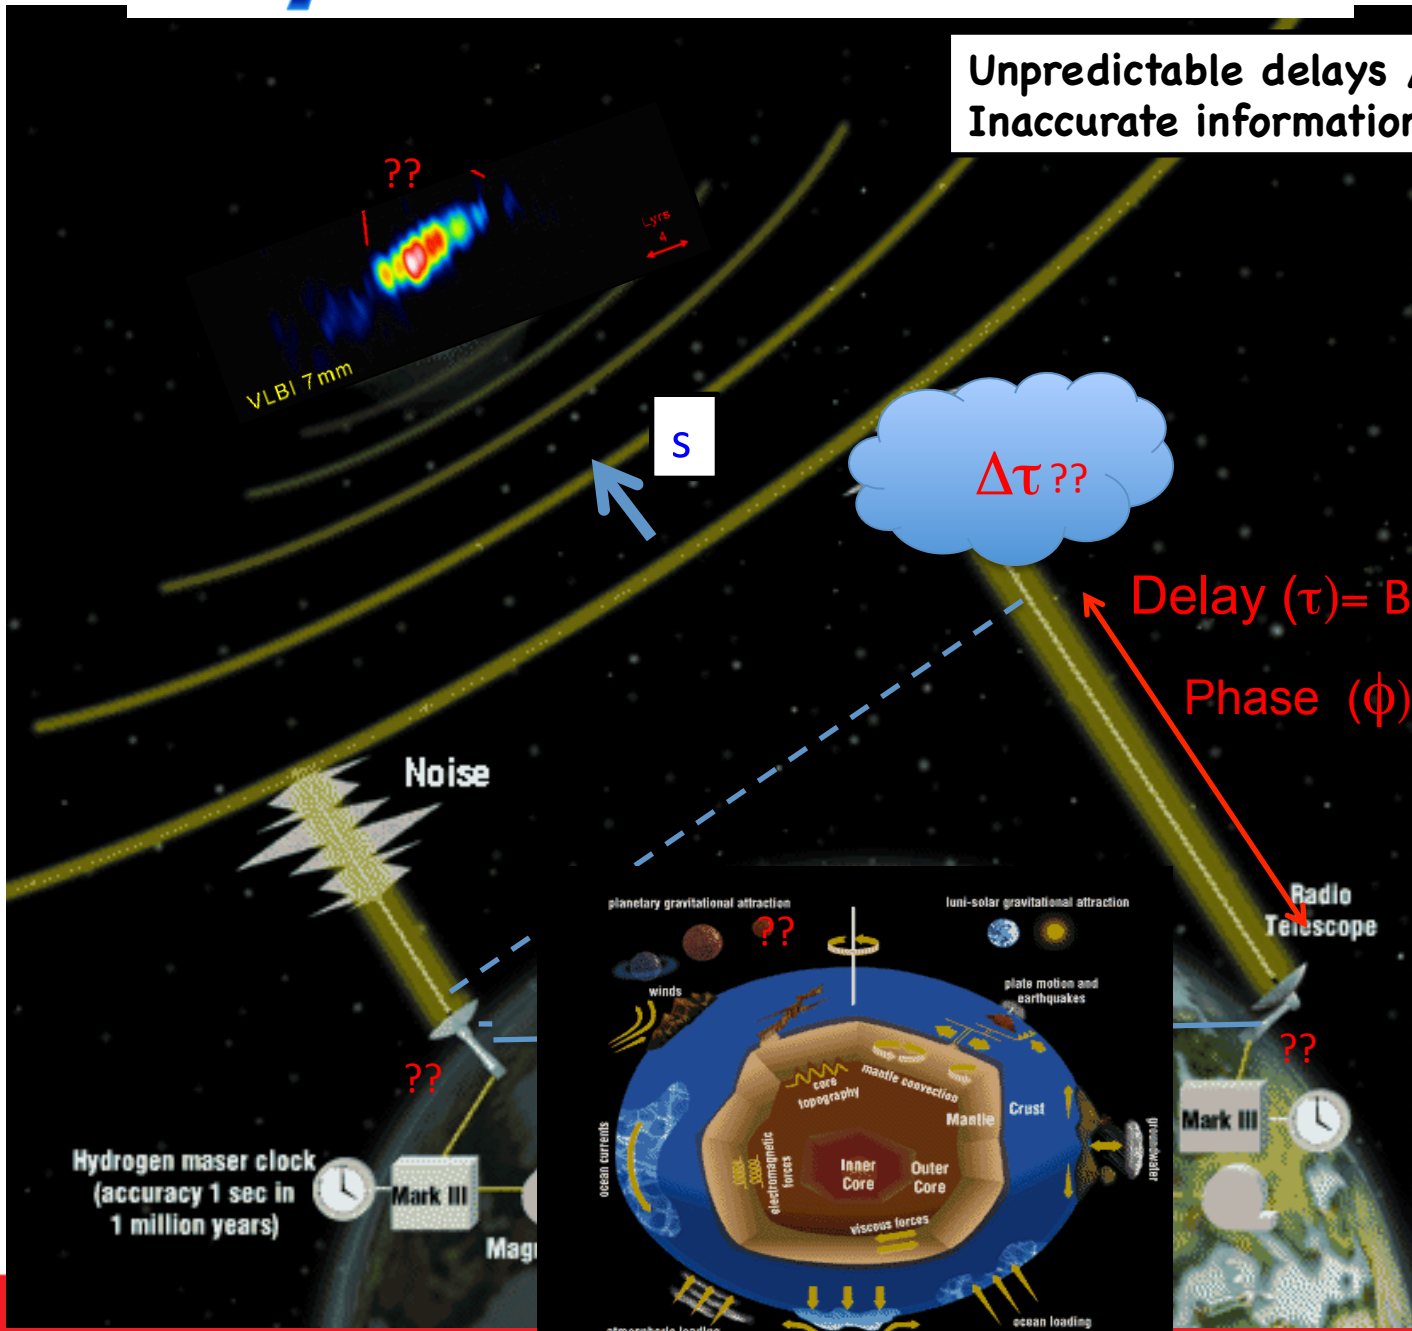 Unpredictable delays
Inaccurate information
??
Lyrs
4
VLBI 7mm
s
Δτ ??
Delay (τ)= B
Phase (ϕ)
Noise
Radio
Telescope
planetary gravitational attraction
??
luni-solar gravitational attraction
winds
plate motion and
earthquakes
core
topography
mantle convection
Mantle
Crust
ocean currents
electromagnetic
forces
Inner
Core
Outer
Core
viscous forces
groundwater
ocean loading
??
??
Hydrogen maser clock
(accuracy 1 sec in
1 million years)
Mark III
Mark III